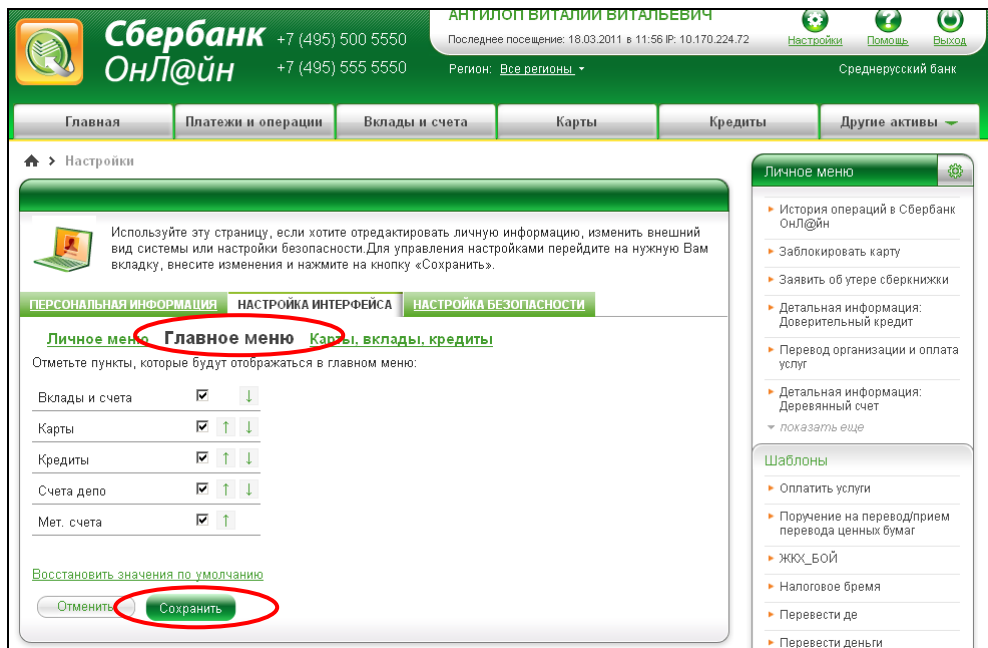 АНТИЛОП ВИТАЛИЙ ВИТАЛЬЕВИЧ
Сбербанк
ОнЛ@йн
+7 (495) 500 5550
+7 (495) 555 5550
Последнее посещение: 18.03.2011 в 11:56 IP: 10.170.224.72
Настройки Помощь Выход
Регион: Все регионы
Среднерусский банк
Главная Платежи и операции Вклады и счета Карты Кредиты Другие активы
> Настройки
Используйте эту страницу, если хотите отредактировать личную информацию, изменить внешний
вид системы или настройки безопасности.Для управления настройками перейдите на нужную Вам
вкладку, внесите изменения и нажмите на кнопку «Сохранить».
ПЕРСОНАЛЬНАЯ ИНФОРМАЦИЯ НАСТРОЙКА ИНТЕРФЕЙСА НАСТРОЙКА БЕЗОПАСНОСТИ
Личное меню Главное меню Карты, вклады, кредиты
Отметьте пункты, которые будут отображаться в главном меню:
Вклады и счета ↓
Карты ↑ ↓
Кредиты ↑ ↓
Счета депо ↑ ↓
Мет. счета ↑
Восстановить значения по умолчанию
Отменить Сохранить
Личное меню
История операций в Сбербанк
ОнЛ@йн
Заблокировать карту
Заявить об утере сберкнижки
Детальная информация:
Доверительный кредит
Перевод организации и оплата
услуг
Детальная информация:
Деревянный счет
показать еще
Шаблоны
Оплатить услуги
Поручение на перевод/прием
перевода ценных бумаг
ЖКХ_БОЙ
Налоговое бремя
Перевести де
Перевести деньги